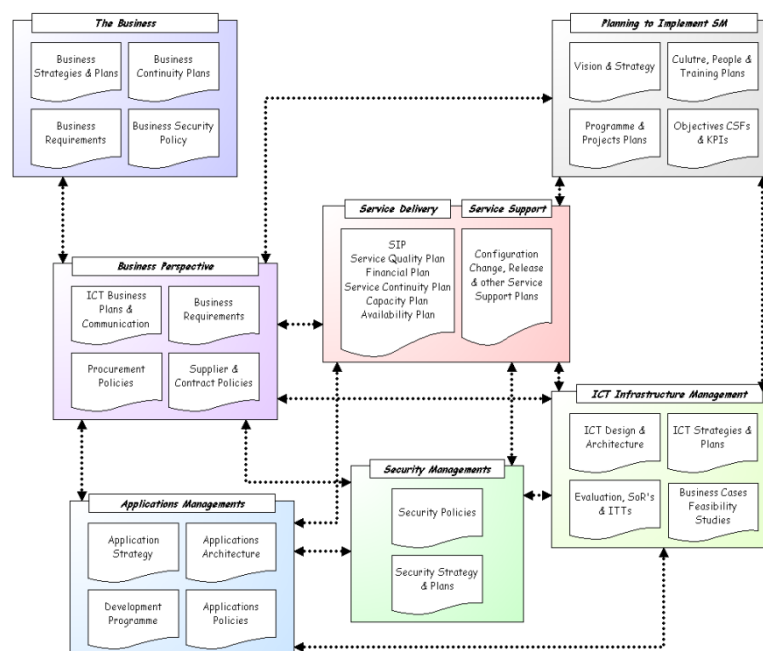 The Business
Business
Strategies & Plans
Business
Continuity Plans
Business
Requirements
Business Security
Policy
Planning to Implement SM
Vision & Strategy
Culutre, People &
Training Plans
Programme &
Projects Plans
Objectives CSFs
& KPIs
Service Delivery
SIP
Service Quality Plan
Financial Plan
Service Continuity Plan
Capacity Plan
Availability Plan
Service Support
Configuration
Change, Release
& other Service
Support Plans
Business Perspective
ICT Business
Plans &
Communication
Business
Requirements
Procurement
Policies
Supplier &
Contract Policies
ICT Infrastructure Management
ICT Design &
Architecture
ICT Strategies &
Plans
Evaluation, SoR's
& ITTs
Business Cases
Feasibility
Studies
Security Managements
Security Policies
Security Strategy
& Plans
Applications Managements
Application
Strategy
Applications
Architecture
Development
Programme
Applications
Policies